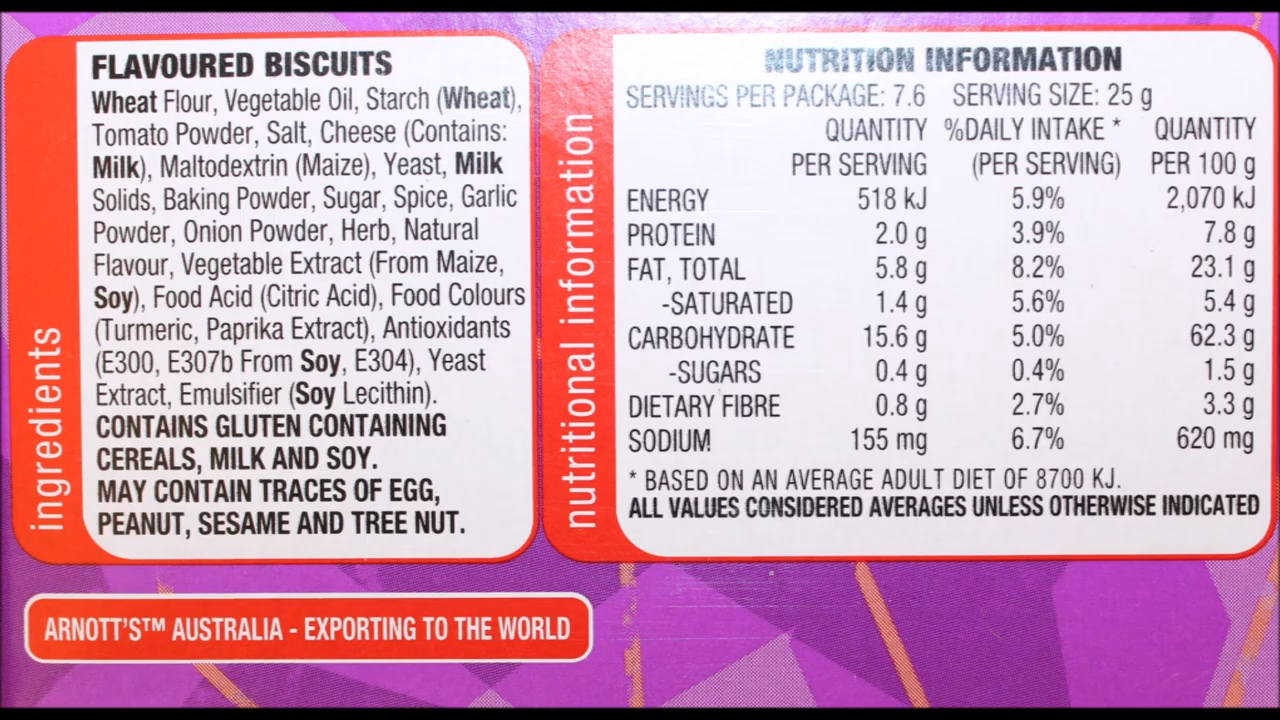 ingredients
FLAVOURED BISCUITS
Wheat Flour, Vegetable Oil, Starch (Wheat),
Tomato Powder, Salt, Cheese (Contains:
Milk), Maltodextrin (Maize), Yeast, Milk
Solids, Baking Powder, Sugar, Spice, Garlic
Powder, Onion Powder, Herb, Natural
Flavour, Vegetable Extract (From Maize,
Soy), Food Acid (Citric Acid), Food Colours
(Turmeric, Paprika Extract), Antioxidants
(E300, E307b From Soy, E304), Yeast
Extract, Emulsifier (Soy Lecithin).
CONTAINS GLUTEN CONTAINING
CEREALS, MILK AND SOY.
MAY CONTAIN TRACES OF EGG,
PEANUT, SESAME AND TREE NUT.
nutritional information
NUTRITION INFORMATION
SERVINGS PER PACKAGE: 7.6 SERVING SIZE: 25 g
QUANTITY %DAILY INTAKE * QUANTITY
PER SERVING (PER SERVING) PER 100 g
ENERGY 518 kJ 5.9% 2,070 kJ
PROTEIN 2.0 g 3.9% 7.8 g
FAT, TOTAL 5.8 g 8.2% 23.1 g
-SATURATED 1.4 g 5.6% 5.4 g
CARBOHYDRATE 15.6 g 5.0% 62.3 g
-SUGARS 0.4 g 0.4% 1.5 g
DIETARY FIBRE 0.8 g 2.7% 3.3 g
SODIUM 155 mg 6.7% 620 mg
* BASED ON AN AVERAGE ADULT DIET OF 8700 KJ.
ALL VALUES CONSIDERED AVERAGES UNLESS OTHERWISE INDICATED
ARNOTT'S™ AUSTRALIA - EXPORTING TO THE WORLD